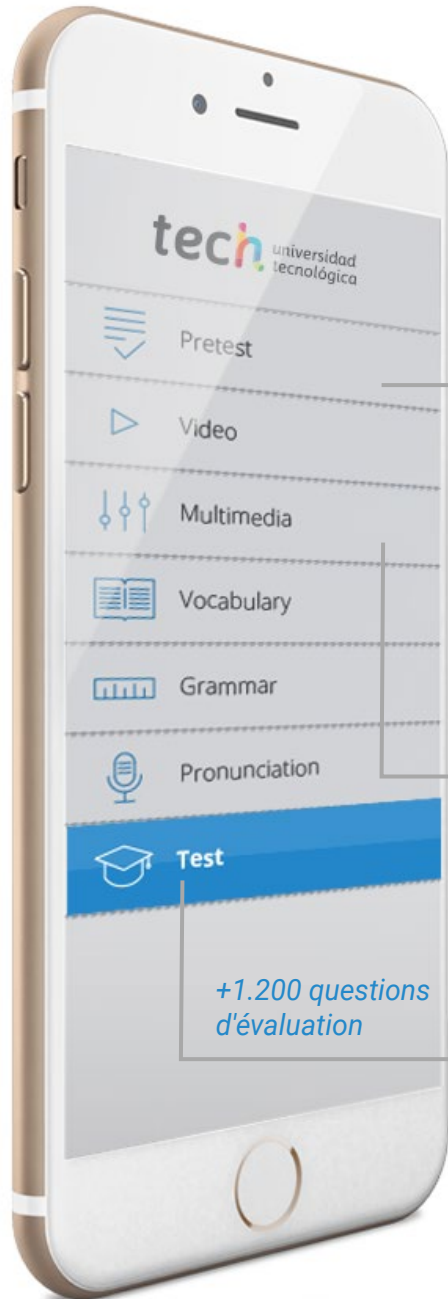 tech universidad
tecnológica
Pretest
Video
Multimedia
Vocabulary
Grammar
Pronunciation
Test
+1.200 questions
d'évaluation